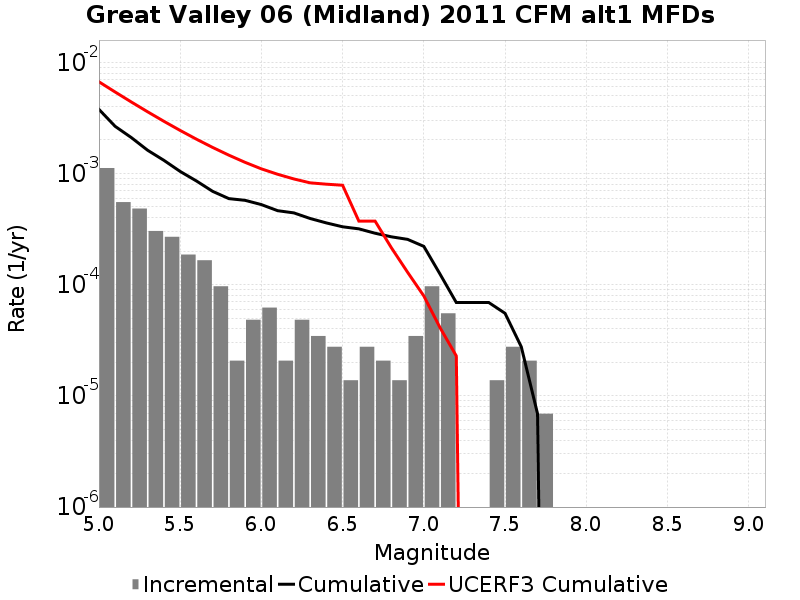 Great Valley 06 (Midland) 2011 CFM alt1 MFDs
Rate (1/yr)
10-2
10-3
10-4
10-5
10-6
5.0 5.5 6.0 6.5 7.0 7.5 8.0 8.5 9.0
Magnitude
Incremental Cumulative UCERF3 Cumulative